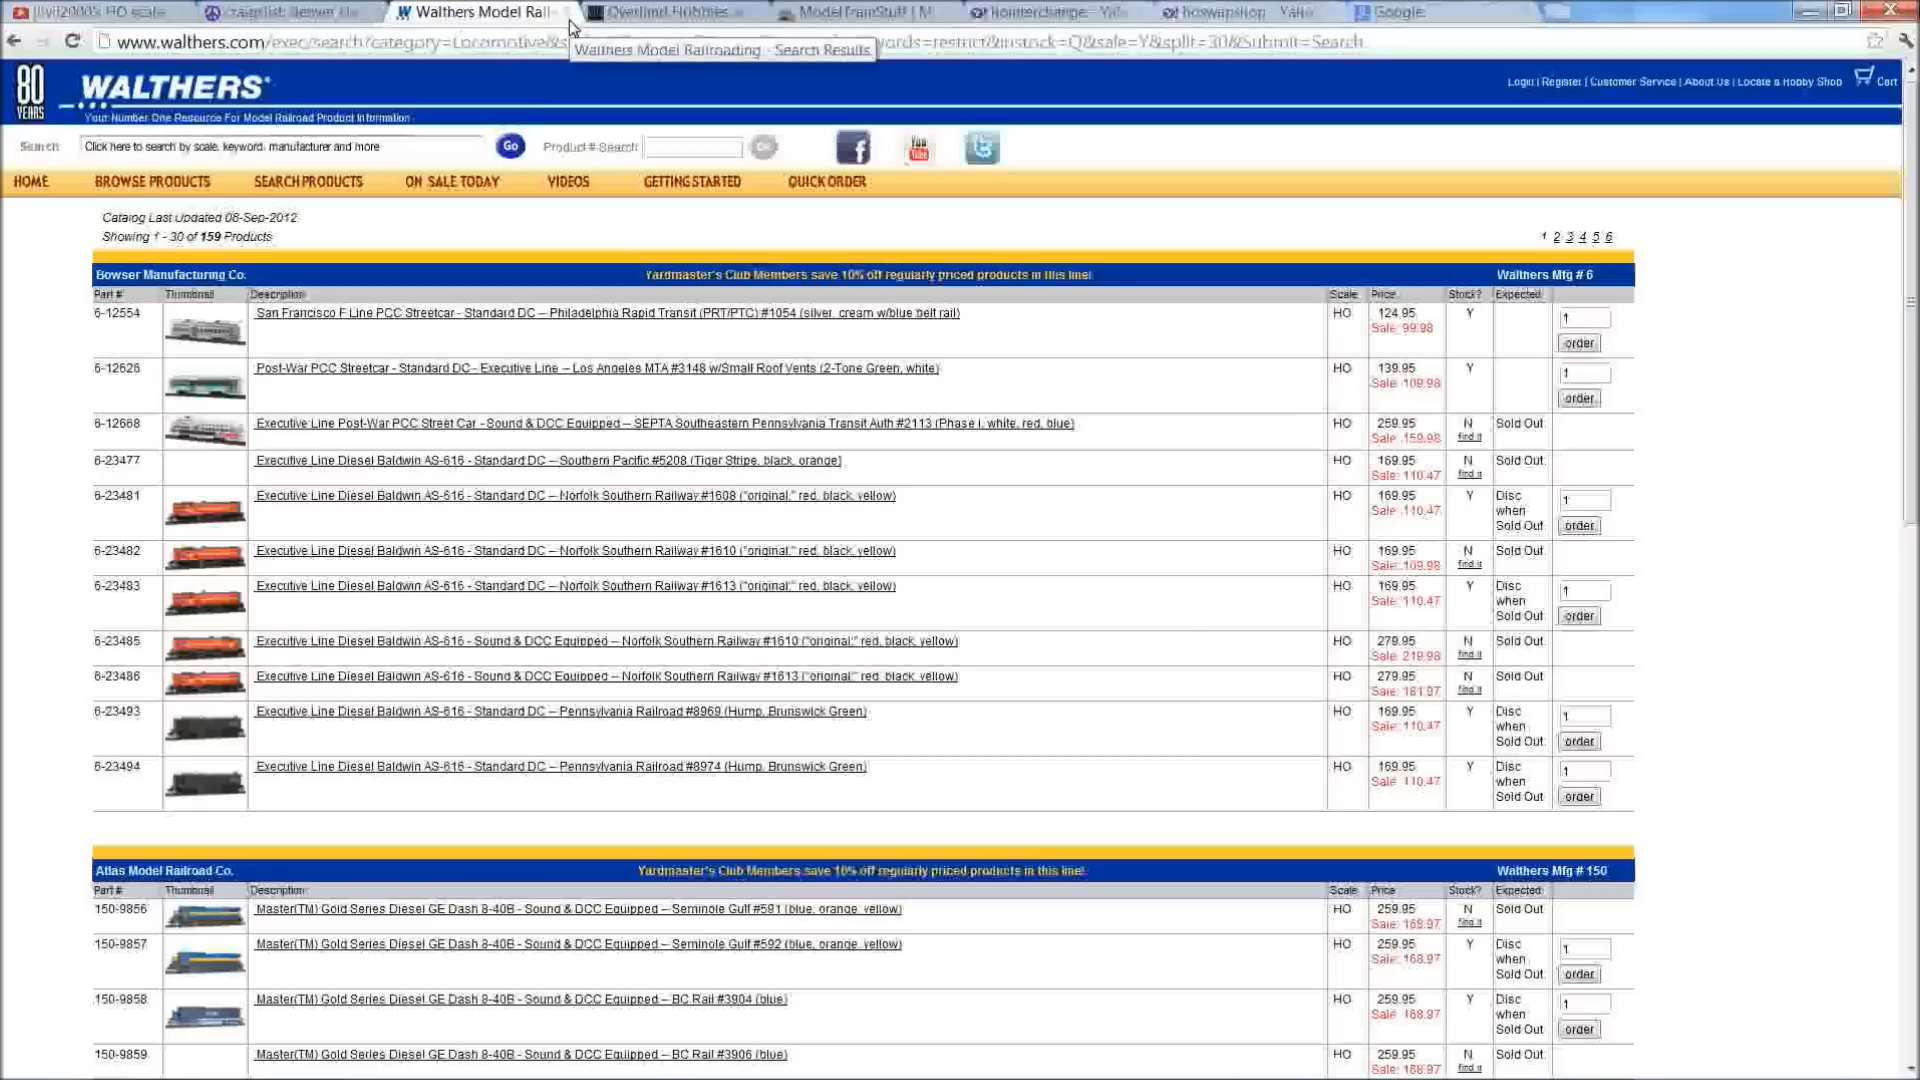 Walthers Model Rail
ModelTrainStuff | M
Google
www.walthers.com/exec/search?category=Locomotive&s words=restrict&instock=Q&sale=Y&split=30&Submit=Search
Walthers Model Railroading - Search Results
80 YEARS
WALTHERS
Your Number One Resource For Model Railroad Product Information
Login | Register | Customer Service | About Us | Locate a Hobby Shop Cart
Search Click here to search by scale, keyword, manufacturer and more Go Product # Search Go You Tube
HOME BROWSE PRODUCTS SEARCH PRODUCTS ON SALE TODAY VIDEOS GETTING STARTED QUICK ORDER
Catalog Last Updated 08-Sep-2012
Showing 1 - 30 of 159 Products 1 2 3 4 5 6
Bowser Manufacturing Co. Yardmaster's Club Members save 10% off regularly priced products in this line! Walthers Mfg # 6
Part # Thumbnail Description Scale Price Stock? Expected
6-12554 San Francisco F Line PCC Streetcar - Standard DC -- Philadelphia Rapid Transit (PRT/PTC) #1054 (silver, cream w/blue belt rail) HO 124.95 Y 1
Sale: 99.98
order
6-12626 Post-War PCC Streetcar - Standard DC - Executive Line -- Los Angeles MTA #3148 w/Small Roof Vents (2-Tone Green, white) HO 139.95 Y 1
Sale: 109.98
order
6-12668 Executive Line Post-War PCC Street Car - Sound & DCC Equipped -- SEPTA Southeastern Pennsylvania Transit Auth #2113 (Phase I, white, red, blue) HO 259.95 N Sold Out
Sale: 159.98 find it
6-23477 Executive Line Diesel Baldwin AS-616 - Standard DC -- Southern Pacific #5208 (Tiger Stripe, black, orange) HO 169.95 N Sold Out
Sale: 110.47 find it
6-23481 Executive Line Diesel Baldwin AS-616 - Standard DC -- Norfolk Southern Railway #1608 ("original;" red, black, yellow) HO 169.95 Y Disc 1
Sale: 110.47 when
Sold Out order
6-23482 Executive Line Diesel Baldwin AS-616 - Standard DC -- Norfolk Southern Railway #1610 ("original;" red, black, yellow) HO 169.95 N Sold Out
Sale: 109.98 find it
6-23483 Executive Line Diesel Baldwin AS-616 - Standard DC -- Norfolk Southern Railway #1613 ("original;" red, black, yellow) HO 169.95 Y Disc 1
Sale: 110.47 when
Sold Out order
6-23485 Executive Line Diesel Baldwin AS-616 - Sound & DCC Equipped -- Norfolk Southern Railway #1610 ("original;" red, black, yellow) HO 279.95 N Sold Out
Sale: 219.98 find it
6-23486 Executive Line Diesel Baldwin AS-616 - Sound & DCC Equipped -- Norfolk Southern Railway #1613 ("original;" red, black, yellow) HO 279.95 N Sold Out
Sale: 181.97 find it
6-23493 Executive Line Diesel Baldwin AS-616 - Standard DC -- Pennsylvania Railroad #8969 (Hump, Brunswick Green) HO 169.95 Y Disc 1
Sale: 110.47 when
Sold Out order
6-23494 Executive Line Diesel Baldwin AS-616 - Standard DC -- Pennsylvania Railroad #8974 (Hump, Brunswick Green) HO 169.95 Y Disc 1
Sale: 110.47 when
Sold Out order
Atlas Model Railroad Co. Yardmaster's Club Members save 10% off regularly priced products in this line! Walthers Mfg # 150
Part # Thumbnail Description Scale Price Stock? Expected
150-9856 Master(TM) Gold Series Diesel GE Dash 8-40B - Sound & DCC Equipped -- Seminole Gulf #591 (blue, orange, yellow) HO 259.95 N Sold Out
Sale: 168.97 find it
150-9857 Master(TM) Gold Series Diesel GE Dash 8-40B - Sound & DCC Equipped -- Seminole Gulf #592 (blue, orange, yellow) HO 259.95 Y Disc 1
Sale: 168.97 when
Sold Out order
150-9858 Master(TM) Gold Series Diesel GE Dash 8-40B - Sound & DCC Equipped -- BC Rail #3904 (blue) HO 259.95 Y Disc 1
Sale: 168.97 when
Sold Out order
150-9859 Master(TM) Gold Series Diesel GE Dash 8-40B - Sound & DCC Equipped -- BC Rail #3906 (blue) HO 259.95 N Sold Out
Sale: 168.97 find it